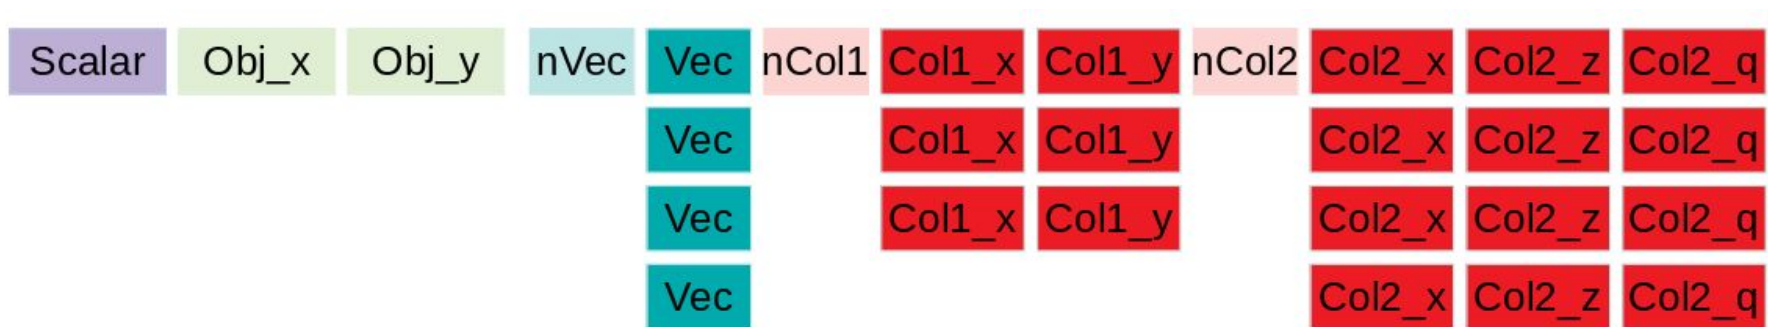 Scalar Obj_x Obj_y nVec Vec nCol1 Col1_x Col1_y nCol2 Col2_x Col2_z Col2_q
Vec Col1_x Col1_y Col2_x Col2_z Col2_q
Vec Col1_x Col1_y Col2_x Col2_z Col2_q
Vec Col2_x Col2_z Col2_q